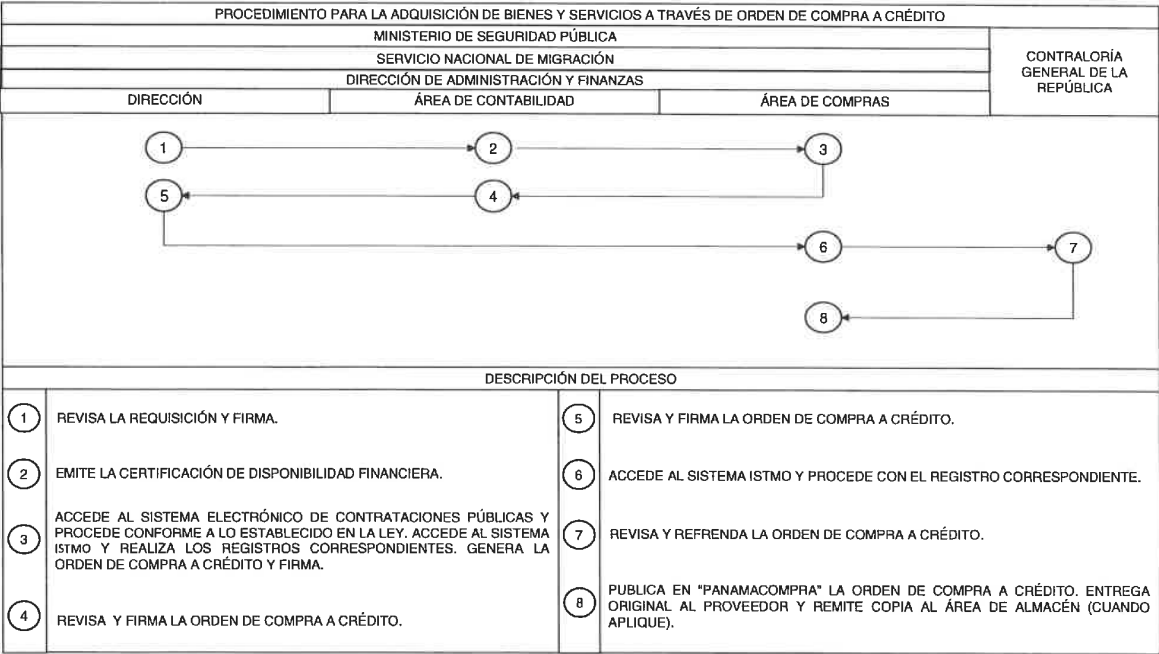 PROCEDIMIENTO PARA LA ADQUISICIÓN DE BIENES Y SERVICIOS A TRAVÉS DE ORDEN DE COMPRA A CRÉDITO
MINISTERIO DE SEGURIDAD PÚBLICA
SERVICIO NACIONAL DE MIGRACIÓN
DIRECCIÓN DE ADMINISTRACIÓN Y FINANZAS
CONTRALORÍA
GENERAL DE LA
REPÚBLICA
DIRECCIÓN
ÁREA DE CONTABILIDAD
ÁREA DE COMPRAS
1
2
3
5
4
6
7
8
DESCRIPCIÓN DEL PROCESO
1 REVISA LA REQUISICIÓN Y FIRMA.
2 EMITE LA CERTIFICACIÓN DE DISPONIBILIDAD FINANCIERA.
3 ACCEDE AL SISTEMA ELECTRÓNICO DE CONTRATACIONES PÚBLICAS Y
PROCEDE CONFORME A LO ESTABLECIDO EN LA LEY. ACCEDE AL SISTEMA
ISTMO Y REALIZA LOS REGISTROS CORRESPONDIENTES. GENERA LA
ORDEN DE COMPRA A CRÉDITO Y FIRMA.
4 REVISA Y FIRMA LA ORDEN DE COMPRA A CRÉDITO.
5 REVISA Y FIRMA LA ORDEN DE COMPRA A CRÉDITO.
6 ACCEDE AL SISTEMA ISTMO Y PROCEDE CON EL REGISTRO CORRESPONDIENTE.
7 REVISA Y REFRENDA LA ORDEN DE COMPRA A CRÉDITO.
8 PUBLICA EN "PANAMACOMPRA" LA ORDEN DE COMPRA A CRÉDITO. ENTREGA
ORIGINAL AL PROVEEDOR Y REMITE COPIA AL ÁREA DE ALMACÉN (CUANDO
APLIQUE).